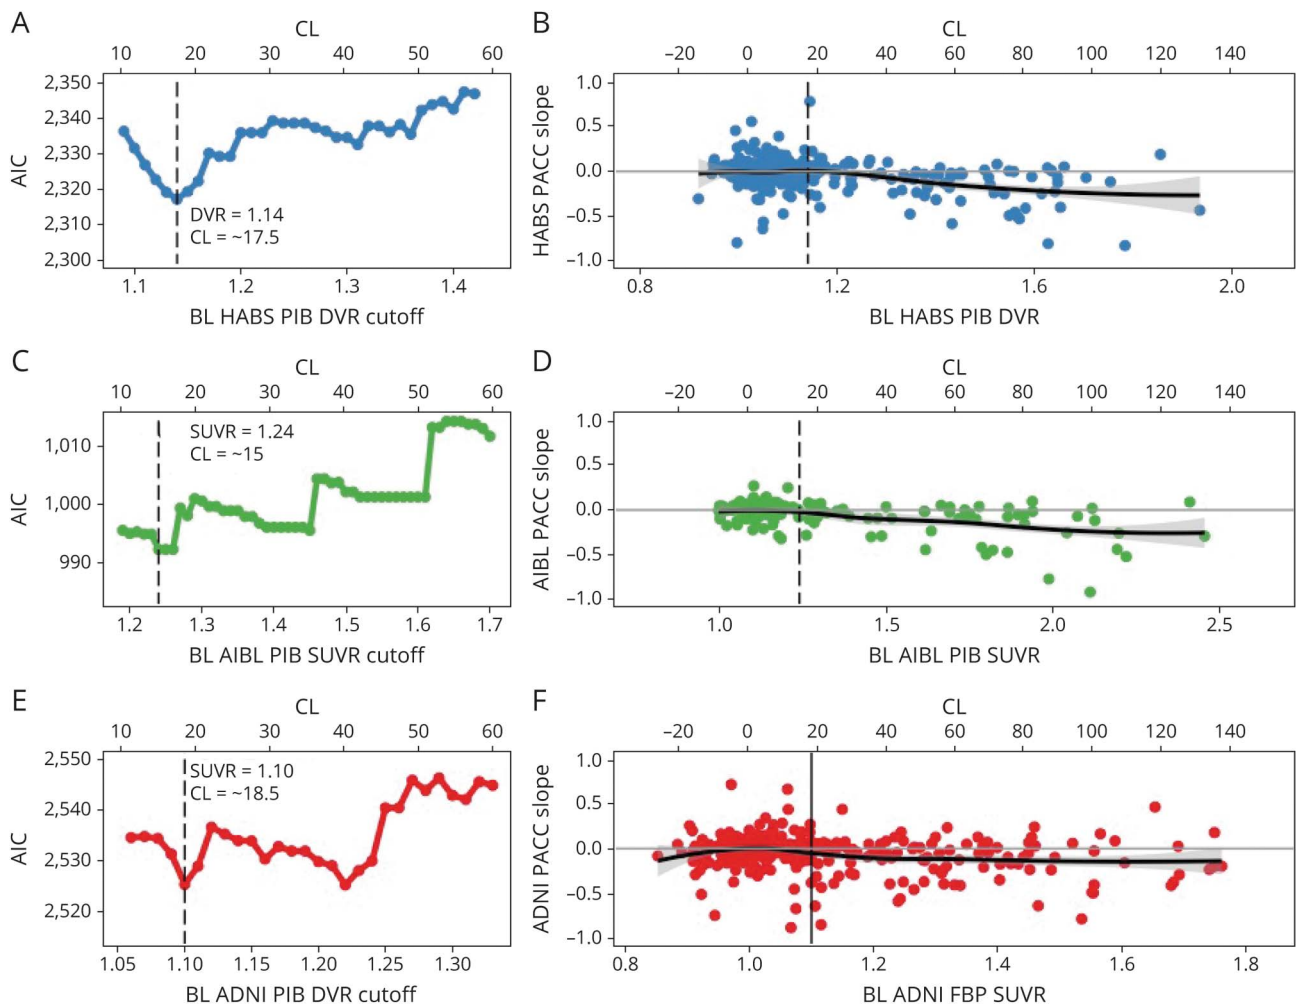 A
CL
10 20 30 40 50 60
AIC
2,350
2,340
2,330
2,320
2,310
2,300
DVR = 1.14
CL = ~17.5
1.1 1.2 1.3 1.4
BL HABS PIB DVR cutoff
B
CL
−20 0 20 40 60 80 100 120 140
HABS PACC slope
1.0
0.5
0.0
−0.5
−1.0
0.8 1.2 1.6 2.0
BL HABS PIB DVR
C
CL
10 20 30 40 50 60
AIC
1,010
1,000
990
SUVR = 1.24
CL = ~15
1.2 1.3 1.4 1.5 1.6 1.7
BL AIBL PIB SUVR cutoff
D
CL
−20 0 20 40 60 80 100 120 140
AIBL PACC slope
1.0
0.5
0.0
−0.5
−1.0
1.0 1.5 2.0 2.5
BL AIBL PIB SUVR
E
CL
10 20 30 40 50 60
AIC
2,550
2,540
2,530
2,520
SUVR = 1.10
CL = ~18.5
1.05 1.10 1.15 1.20 1.25 1.30
BL ADNI PIB DVR cutoff
F
CL
−20 0 20 40 60 80 100 120 140
ADNI PACC slope
1.0
0.5
0.0
−0.5
−1.0
0.8 1.0 1.2 1.4 1.6 1.8
BL ADNI FBP SUVR